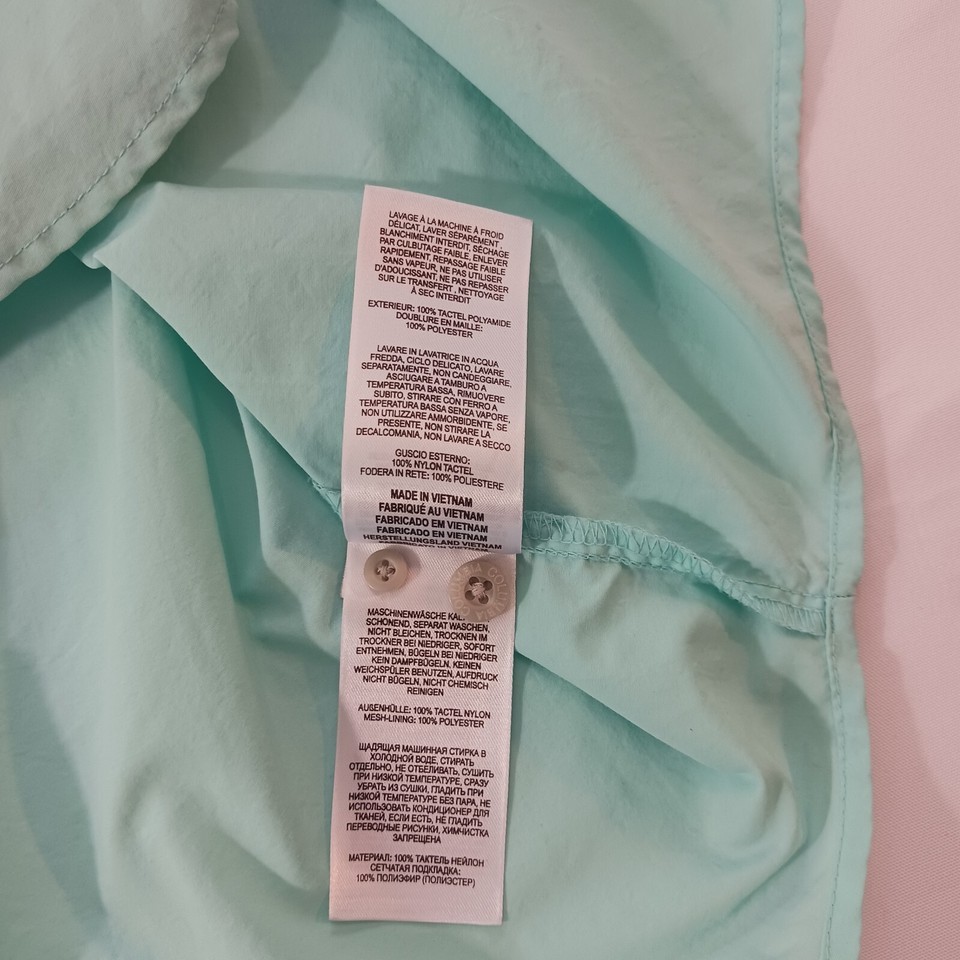 LAVAGE À LA MACHINE À FROID
DÉLICAT, LAVER SÉPARÉMENT,
BLANCHIMENT INTERDIT, SÉCHAGE
PAR CULBUTAGE FAIBLE, ENLEVER
RAPIDEMENT, REPASSAGE FAIBLE
SANS VAPEUR, NE PAS UTILISER
D'ADOUCISSANT, NE PAS REPASSER
SUR LE TRANSFERT, NETTOYAGE
À SEC INTERDIT
EXTERIEUR: 100% TACTEL POLYAMIDE
DOUBLURE EN MAILLE:
100% POLYESTER
LAVARE IN LAVATRICE IN ACQUA
FREDDA, CICLO DELICATO, LAVARE
SEPARATAMENTE, NON CANDEGGIARE,
ASCIUGARE A TAMBURO A
TEMPERATURA BASSA, RIMUOVERE
SUBITO, STIRARE CON FERRO A
TEMPERATURA BASSA SENZA VAPORE,
NON UTILIZZARE AMMORBIDENTE, SE
PRESENTE, NON STIRARE LA
DECALCOMANIA, NON LAVARE A SECCO
GUSCIO ESTERNO:
100% NYLON TACTEL
FODERA IN RETE: 100% POLIESTERE
MADE IN VIETNAM
FABRIQUÉ AU VIETNAM
FABRICADO EM VIETNAM
FABRICADO EN VIETNAM
HERSTELLUNGSLAND VIETNAM
MASCHINENWÄSCHE
SCHONEND, SEPARAT WASCHEN,
NICHT BLEICHEN, TROCKNEN IM
TROCKNER BEI NIEDRIGER, SOFORT
ENTNEHMEN, BÜGELN BEI NIEDRIGER
KEIN DAMPFBÜGELN, KEINEN
WEICHSPÜLER BENUTZEN, AUFDRUCK
NICHT BÜGELN, NICHT CHEMISCH
REINIGEN
AUßENHÜLLE: 100% TACTEL NYLON
MESH-LINING: 100% POLYESTER
ЩАДЯЩАЯ МАШИННАЯ СТИРКА В
ХОЛОДНОЙ ВОДЕ, СТИРАТЬ
ОТДЕЛЬНО, НЕ ОТБЕЛИВАТЬ, СУШИТЬ
ПРИ НИЗКОЙ ТЕМПЕРАТУРЕ, СРАЗУ
УБРАТЬ ИЗ СУШКИ, ГЛАДИТЬ ПРИ
НИЗКОЙ ТЕМПЕРАТУРЕ БЕЗ ПАРА, НЕ
ИСПОЛЬЗОВАТЬ КОНДИЦИОНЕР ДЛЯ
ТКАНЕЙ, ЕСЛИ ЕСТЬ, НЕ ГЛАДИТЬ
ПЕРЕВОДНЫЕ РИСУНКИ, ХИМЧИСТКА
ЗАПРЕЩЕНА
МАТЕРИАЛ: 100% ТАКТЕЛЬ НЕЙЛОН
СЕТЧАТАЯ ПОДКЛАДКА:
100% ПОЛИЭФИР (ПОЛИЭСТЕР)